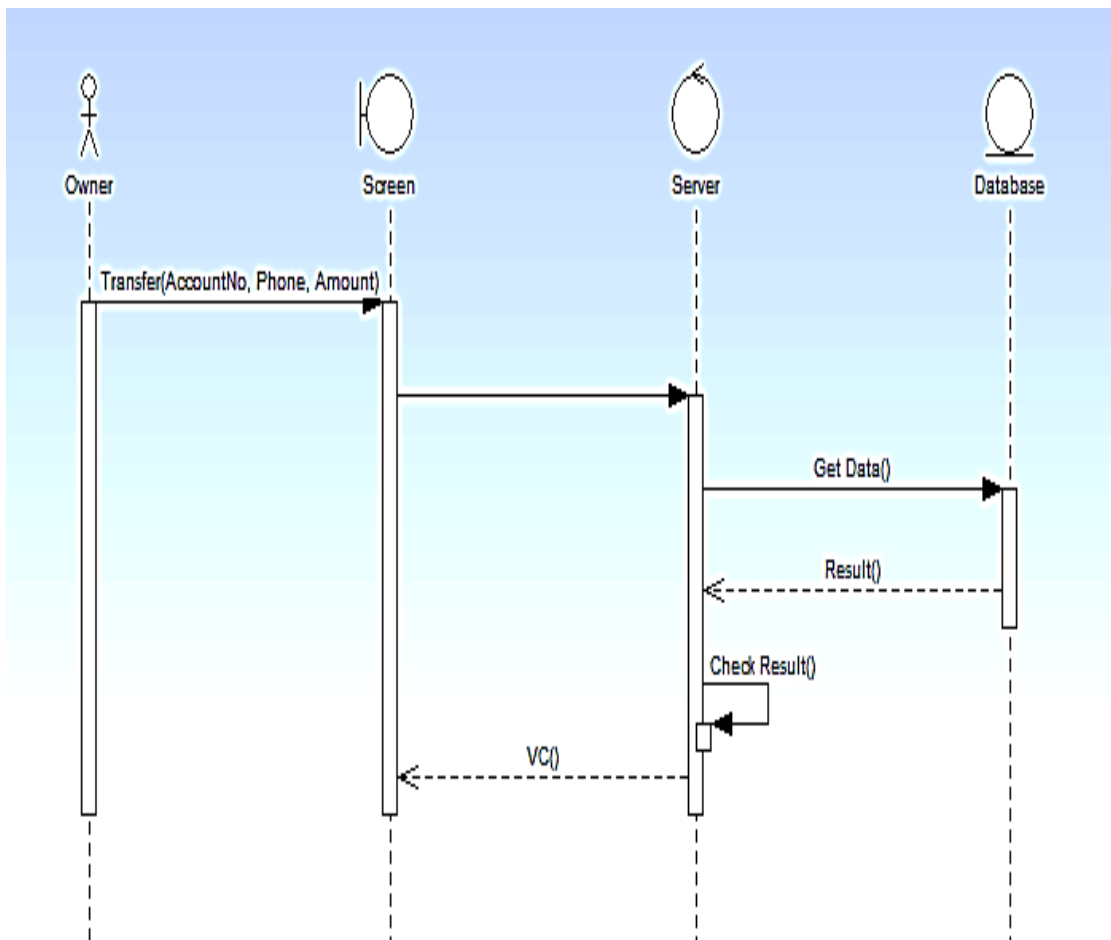 Owner
Screen
Server
Database
Transfer(AccountNo, Phone, Amount)
Get Data()
Result()
Check Result()
VC()